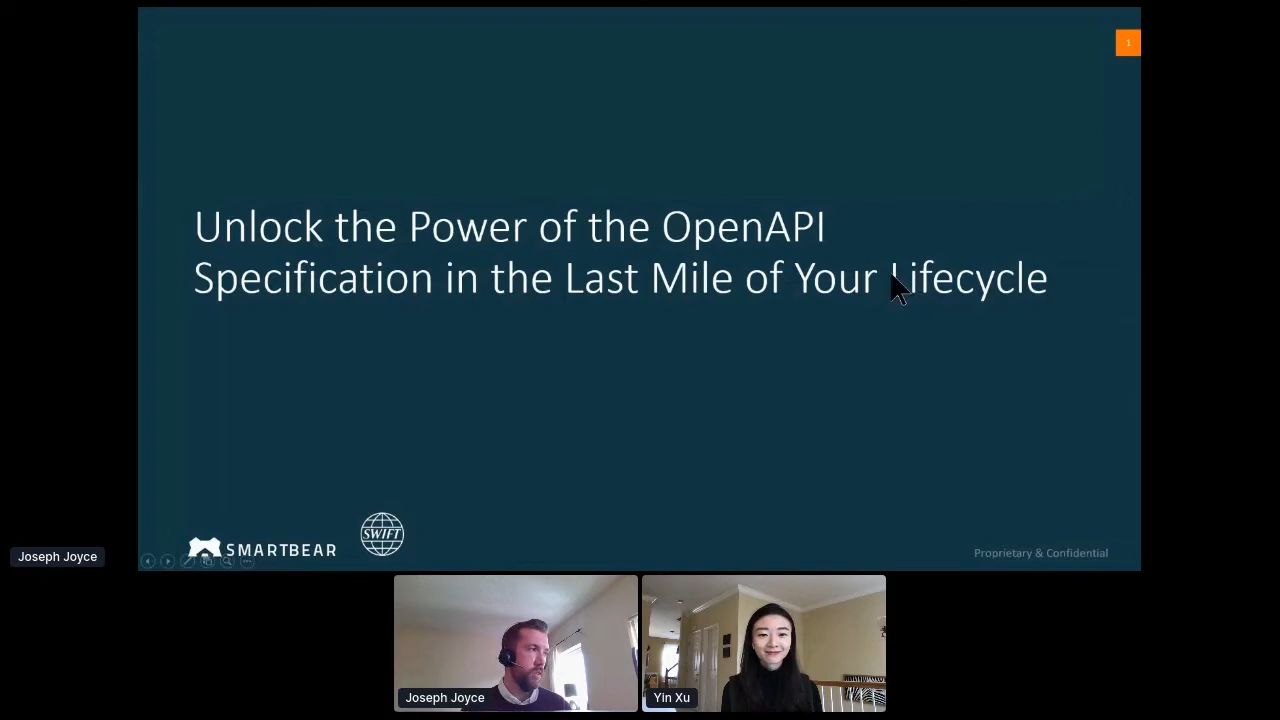 1
Unlock the Power of the OpenAPI
Specification in the Last Mile of Your Lifecycle
SMARTBEAR
SWIFT
Proprietary & Confidential
Joseph Joyce
Joseph Joyce
Yin Xu